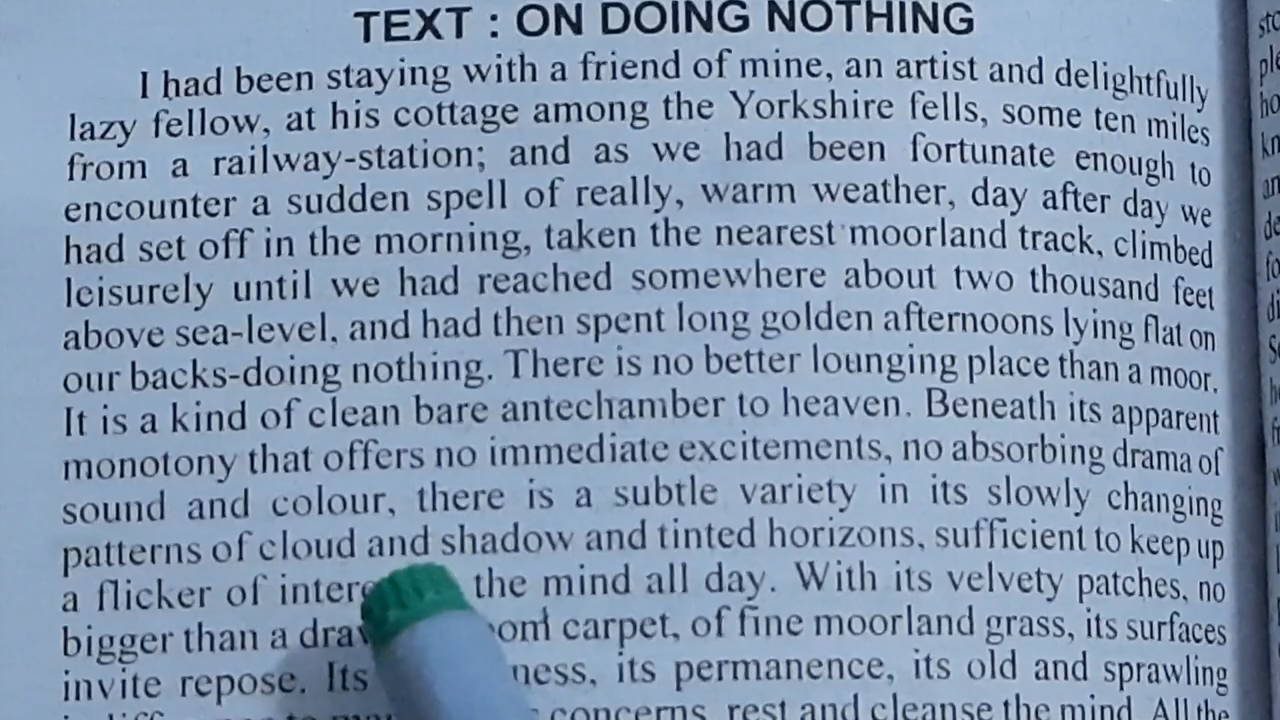 TEXT : ON DOING NOTHING
I had been staying with a friend of mine, an artist and delightfully
lazy fellow, at his cottage among the Yorkshire fells, some ten miles
from a railway-station; and as we had been fortunate enough to
encounter a sudden spell of really, warm weather, day after day we
had set off in the morning, taken the nearest moorland track, climbed
leisurely until we had reached somewhere about two thousand feet
above sea-level, and had then spent long golden afternoons lying flat on
our backs-doing nothing. There is no better lounging place than a moor.
It is a kind of clean bare antechamber to heaven. Beneath its apparent
monotony that offers no immediate excitements, no absorbing drama of
sound and colour, there is a subtle variety in its slowly changing
patterns of cloud and shadow and tinted horizons, sufficient to keep up
a flicker of the mind all day. With its velvety patches, no
bigger than a carpet, of fine moorland grass, its surfaces
invite repose. Its its permanence, its old and sprawling
concerns, rest and cleanse the mind. All the